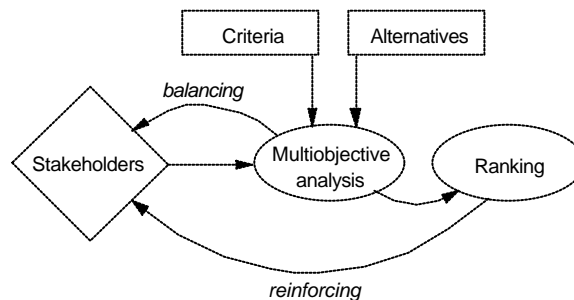 Criteria
Alternatives
balancing
Stakeholders
Multiobjective
analysis
Ranking
reinforcing